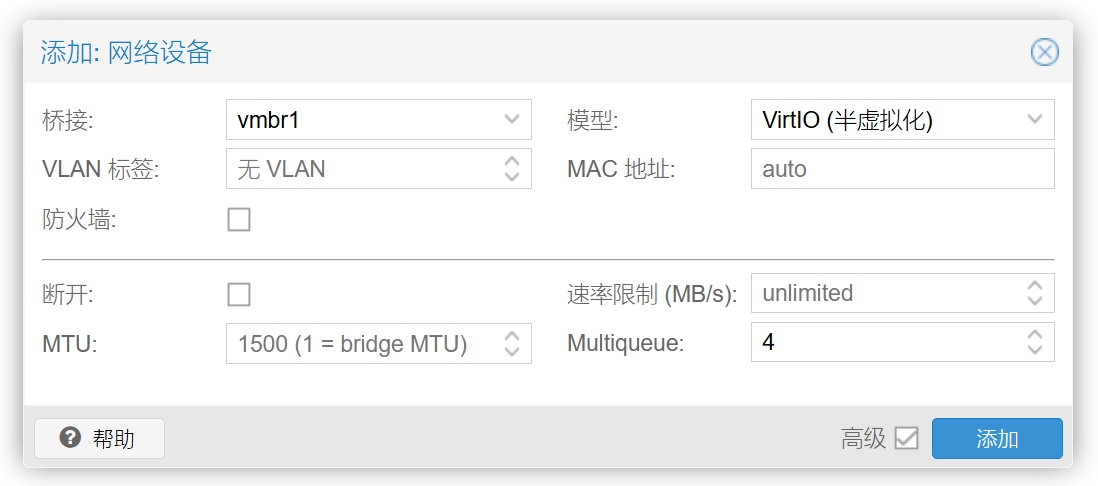 添加: 网络设备
桥接: vmbr1 模型: VirtIO (半虚拟化)
VLAN 标签: 无 VLAN MAC 地址: auto
防火墙:
断开: 速率限制 (MB/s): unlimited
MTU: 1500 (1 = bridge MTU) Multiqueue: 4
帮助 高级 添加